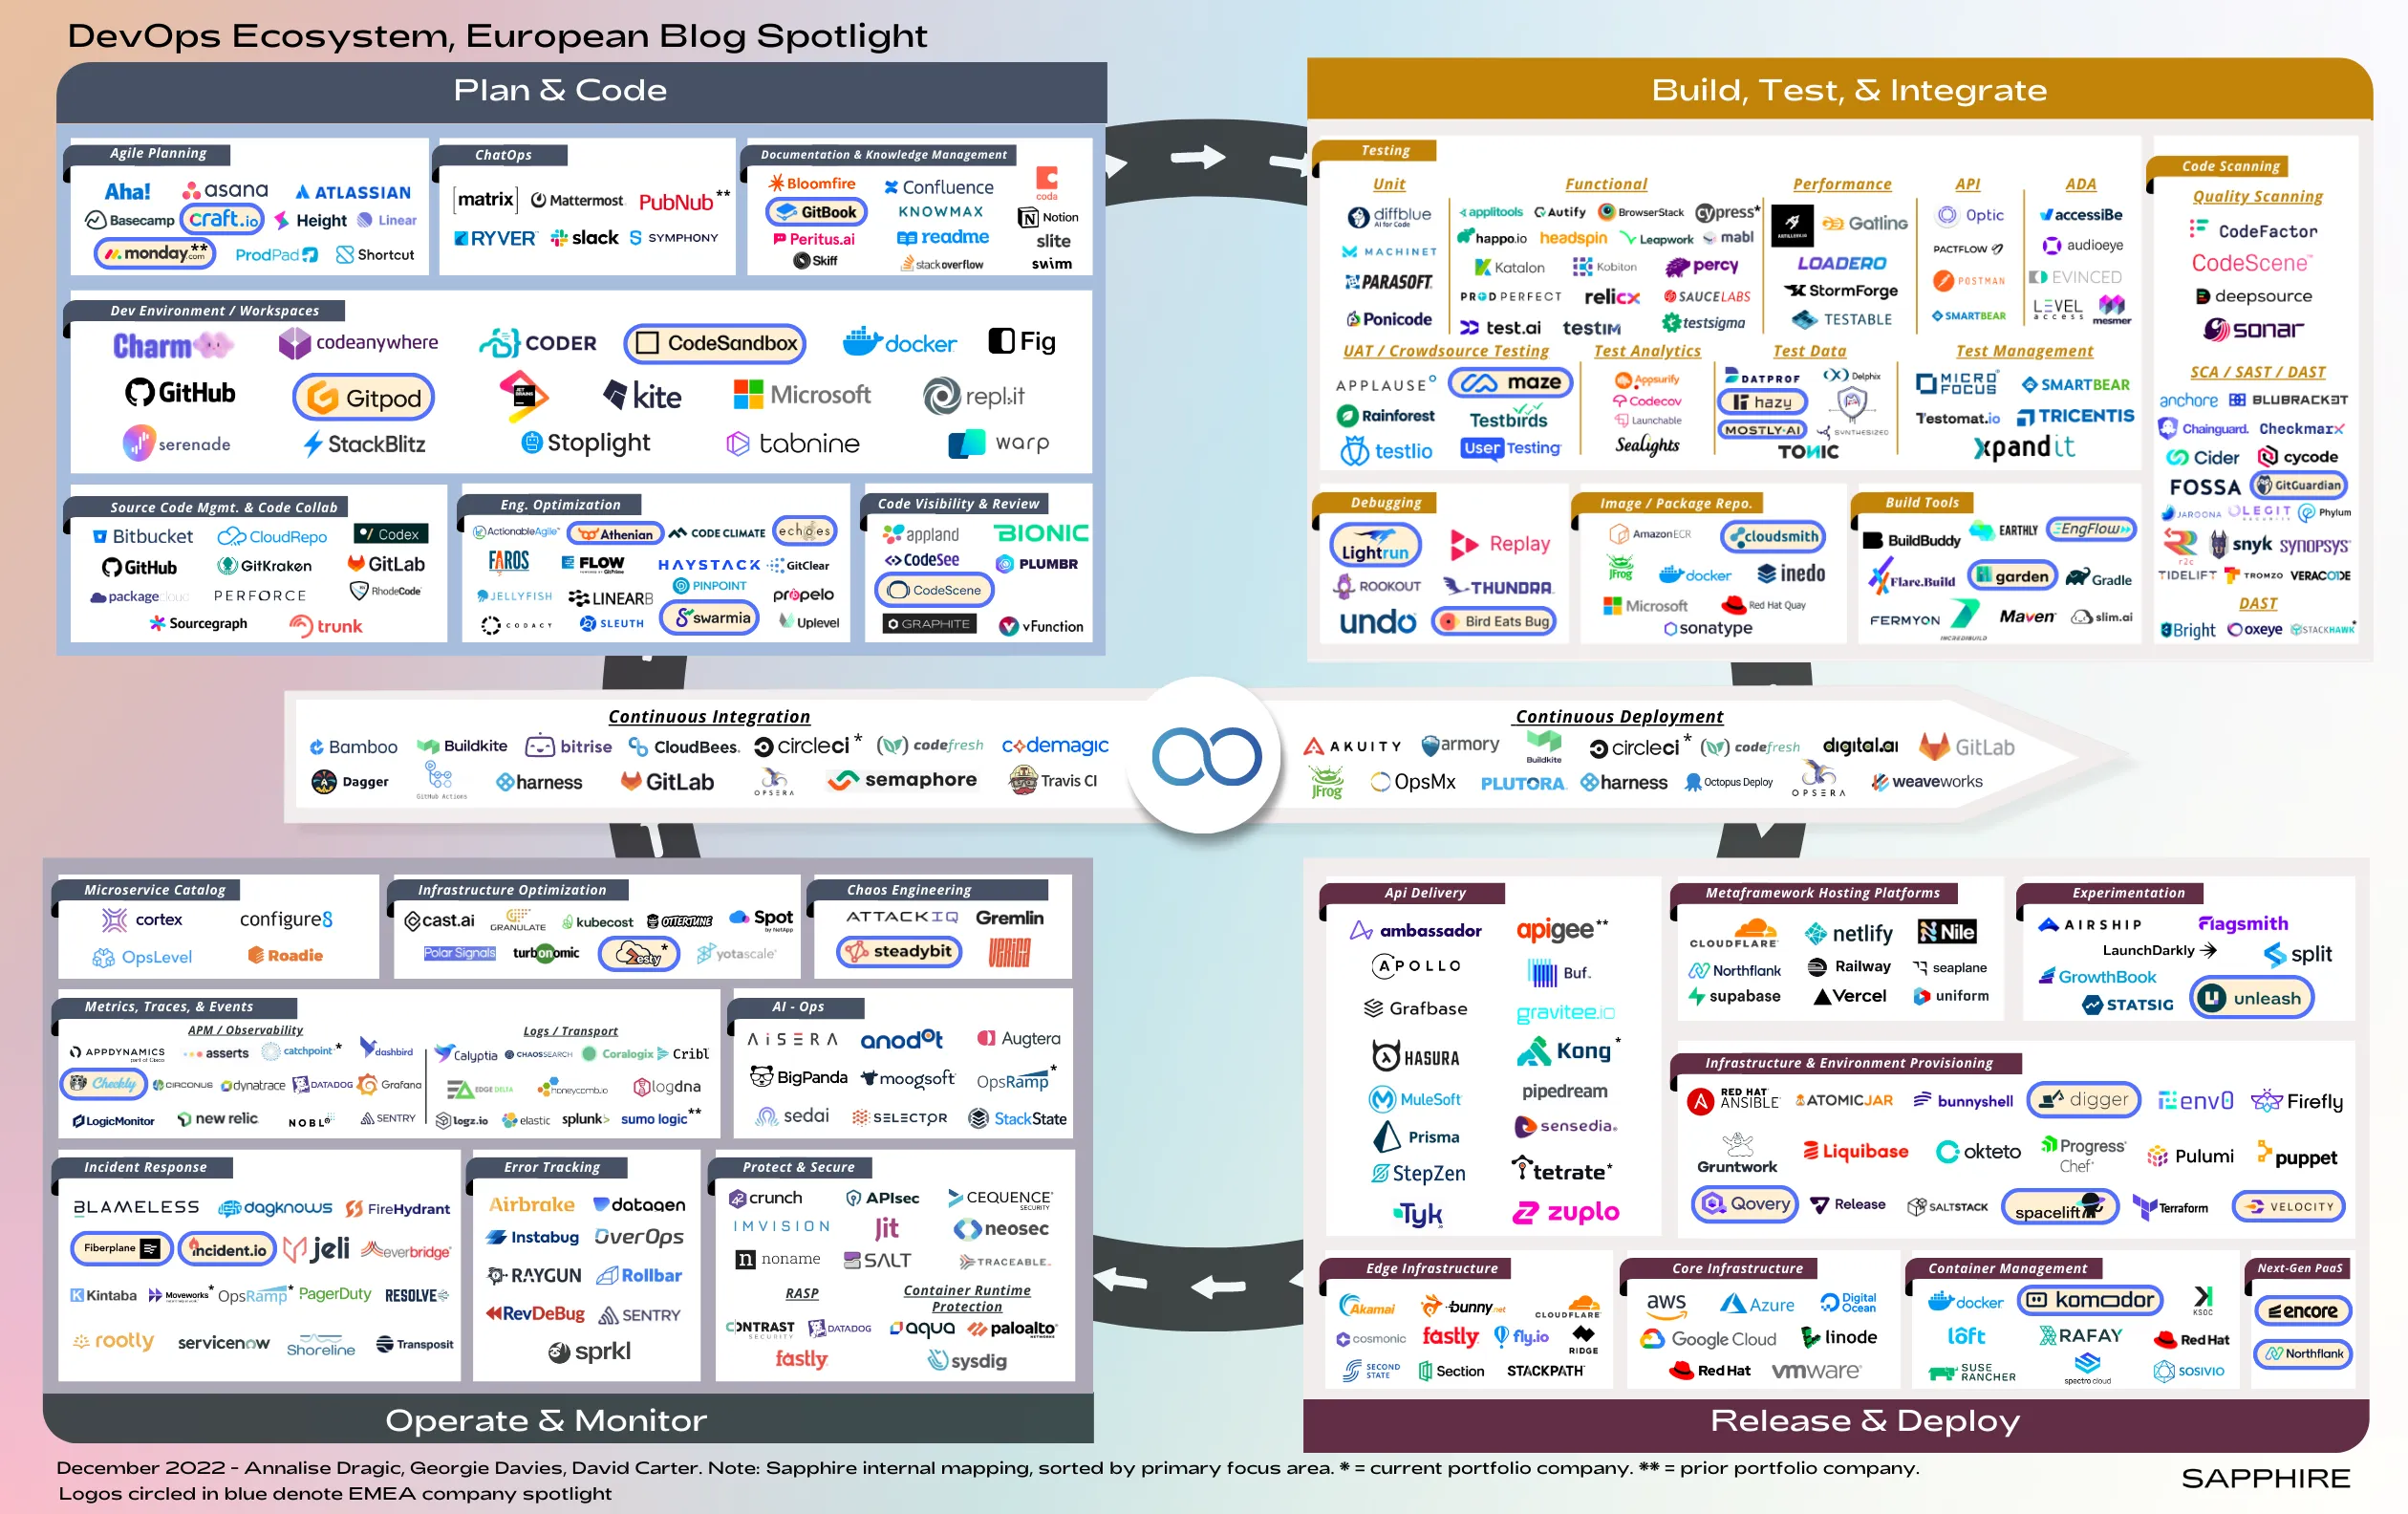 DevOps Ecosystem, European Blog Spotlight
Plan & Code
Agile Planning
Aha! asana ATLASSIAN
Basecamp craft.io Height Linear
monday.com** ProdPad Shortcut
ChatOps
[matrix] Mattermost PubNub**
RYVER slack SYMPHONY
Documentation & Knowledge Management
Bloomfire Confluence coda
GitBook KNOWMAX Notion
Peritus.ai readme slite
Skiff stackoverflow swimm
Dev Environment / Workspaces
Charm codeanywhere CODER CodeSandbox docker Fig
GitHub Gitpod JET BRAINS kite Microsoft repl.it
serenade StackBlitz Stoplight tabnine warp
Source Code Mgmt. & Code Collab
Bitbucket CloudRepo Codex
GitHub GitKraken GitLab
packagecloud PERFORCE RhodeCode
Sourcegraph trunk
Eng. Optimization
ActionableAgile Athenian CODE CLIMATE echoes
FAROS FLOW HAYSTACK GitClear
JELLYFISH LINEARB PINPOINT propelo
CODACY SLEUTH swarmia Uplevel
Code Visibility & Review
appland BIONIC
CodeSee PLUMBR
CodeScene
GRAPHITE vFunction
Build, Test, & Integrate
Testing
Unit
diffblue
AI for Code
MACHINET
PARASOFT
Ponicode
Functional
applitools Autify BrowserStack cypress*
happo.io headspin Leapwork mabl
Katalon Kobiton percy
PRODPERFECT relicx SAUCELABS
test.ai testim testsigma
Performance
ARTILLERY.IO Gatling
LOADERO
StormForge
TESTABLE
API
Optic
PACTFLOW
POSTMAN
SMARTBEAR
ADA
accessiBe
audioeye
EVINCED
LEVEL access mesmer
UAT / Crowdsource Testing
APPLAUSE maze
Rainforest Testbirds
testlio UserTesting
Test Analytics
Appsurify
Codecov
Launchable
SeaLights
Test Data
DATPROF Delphix
hazy
MOSTLY·AI SYNTHESIZED
TONIC
Test Management
MICRO FOCUS SMARTBEAR
Testomat.io TRICENTIS
Xpandit
Code Scanning
Quality Scanning
CodeFactor
CodeScene
deepsource
sonar
SCA / SAST / DAST
anchore BLUBRACKET
Chainguard. Checkmarx
Cider cycode
FOSSA GitGuardian
JAROONA LEGIT SECURITY Phylum
r2c snyk SYNOPSYS
TIDELIFT TROMZO VERACODE
DAST
Bright oxeye STACKHAWK*
Debugging
Lightrun Replay
ROOKOUT THUNDRA
undo Bird Eats Bug
Image / Package Repo.
Amazon ECR cloudsmith
JFrog docker inedo
Microsoft Red Hat Quay
sonatype
Build Tools
BuildBuddy EARTHLY EngFlow
Flare.Build garden Gradle
FERMYON INCREDIBUILD Maven slim.ai
Continuous Integration
Bamboo Buildkite bitrise CloudBees. circleci* codefresh codemagic
Dagger GitHub Actions harness GitLab OPSERA semaphore Travis CI
Continuous Deployment
AKUITY armory Buildkite circleci* codefresh digital.ai GitLab
JFrog OpsMx PLUTORA harness Octopus Deploy OPSERA weaveworks
Microservice Catalog
cortex configure8
OpsLevel Roadie
Infrastructure Optimization
cast.ai GRANULATE kubecost OTTERTUNE Spot by NetApp
Polar Signals turbonomic Zesty* yotascale
Chaos Engineering
ATTACKIQ Gremlin
steadybit VERICA
Metrics, Traces, & Events
APM / Observability
APPDYNAMICS part of Cisco asserts catchpoint* dashbird
Checkly CIRCONUS dynatrace DATADOG Grafana
LogicMonitor new relic NOBL9 SENTRY
Logs / Transport
Calyptia CHAOSSEARCH Coralogix Cribl
EDGE DELTA honeycomb.io logdna
logz.io elastic splunk> sumo logic**
AI - Ops
AISERA anodot Augtera
BigPanda moogsoft OpsRamp*
sedai SELECTOR StackState
Incident Response
BLAMELESS dagknows FireHydrant
Fiberplane incident.io jeli everbridge
Kintaba Moveworks* OpsRamp* PagerDuty RESOLVE
rootly servicenow Shoreline Transposit
Error Tracking
Airbrake dataqen
Instabug OverOps
RAYGUN Rollbar
RevDeBug SENTRY
sprkl
Protect & Secure
42crunch APIsec CEQUENCE SECURITY
IMVISION Jit neosec
noname SALT TRACEABLE
RASP
CONTRAST SECURITY DATADOG
fastly
Container Runtime
Protection
aqua paloalto NETWORKS
sysdig
Operate & Monitor
Api Delivery
ambassador apigee**
APOLLO Buf.
Grafbase gravitee.io
HASURA Kong*
MuleSoft pipedream
Prisma sensedia
StepZen tetrate*
Tyk zuplo
Metaframework Hosting Platforms
CLOUDFLARE netlify Nile
Northflank Railway seaplane
supabase Vercel uniform
Experimentation
AIRSHIP Flagsmith
LaunchDarkly split
GrowthBook
STATSIG unleash
Infrastructure & Environment Provisioning
RED HAT ANSIBLE ATOMICJAR bunnyshell digger env0 Firefly
Gruntwork Liquibase okteto Progress Chef Pulumi puppet
Qovery Release SALTSTACK spacelift Terraform VELOCITY
Edge Infrastructure
Akamai bunny.net CLOUDFLARE
cosmonic fastly fly.io RIDGE
SECOND STATE Section STACKPATH
Core Infrastructure
aws Azure Digital Ocean
Google Cloud linode
Red Hat vmware
Container Management
docker komodor KSOC
loft RAFAY Red Hat
SUSE RANCHER spectro cloud SOSIVIO
Next-Gen PaaS
encore
Northflank
Release & Deploy
December 2022 - Annalise Dragic, Georgie Davies, David Carter. Note: Sapphire internal mapping, sorted by primary focus area. * = current portfolio company. ** = prior portfolio company.
Logos circled in blue denote EMEA company spotlight
SAPPHIRE